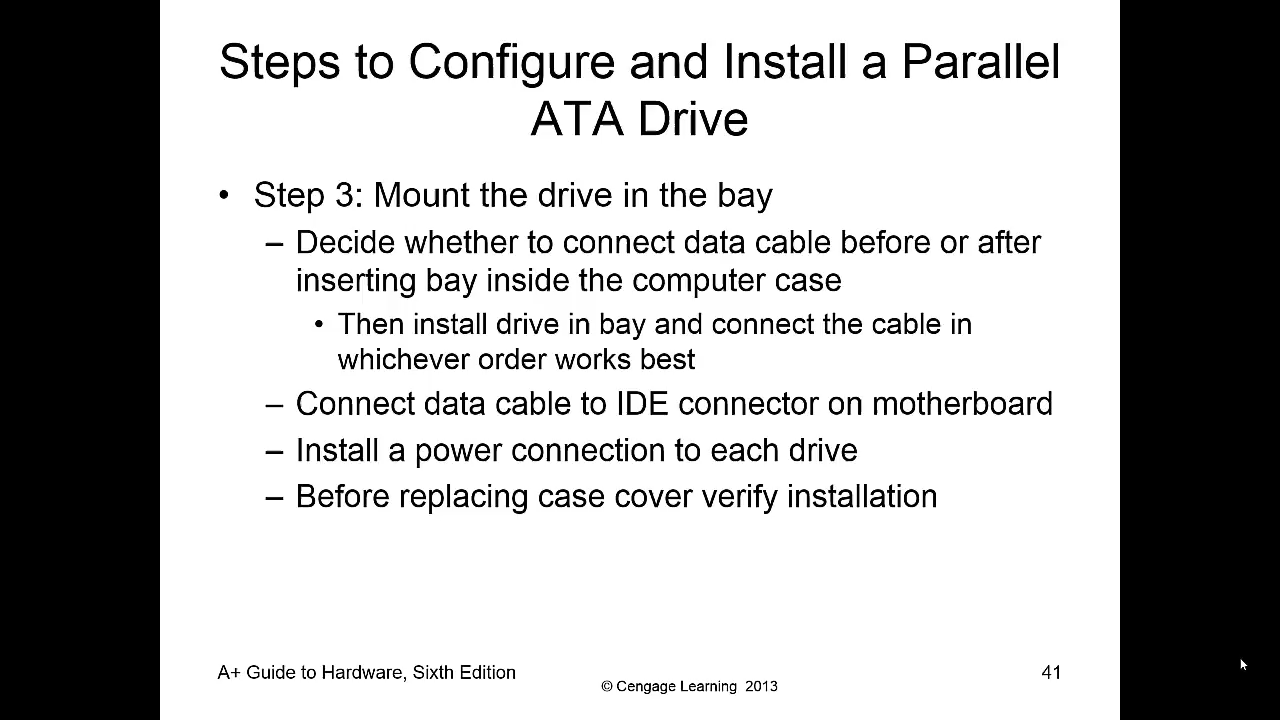 Steps to Configure and Install a Parallel
ATA Drive
• Step 3: Mount the drive in the bay
– Decide whether to connect data cable before or after
inserting bay inside the computer case
• Then install drive in bay and connect the cable in
whichever order works best
– Connect data cable to IDE connector on motherboard
– Install a power connection to each drive
– Before replacing case cover verify installation
A+ Guide to Hardware, Sixth Edition
© Cengage Learning 2013
41